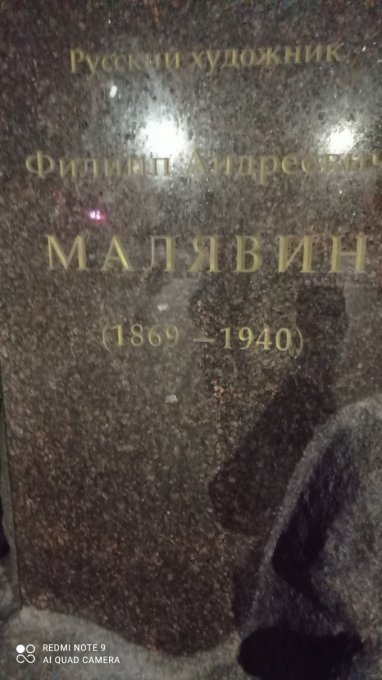 Русский художник
Филипп Андреевич
МАЛЯВИН
(1869 – 1940)
REDMI NOTE 9
AI QUAD CAMERA